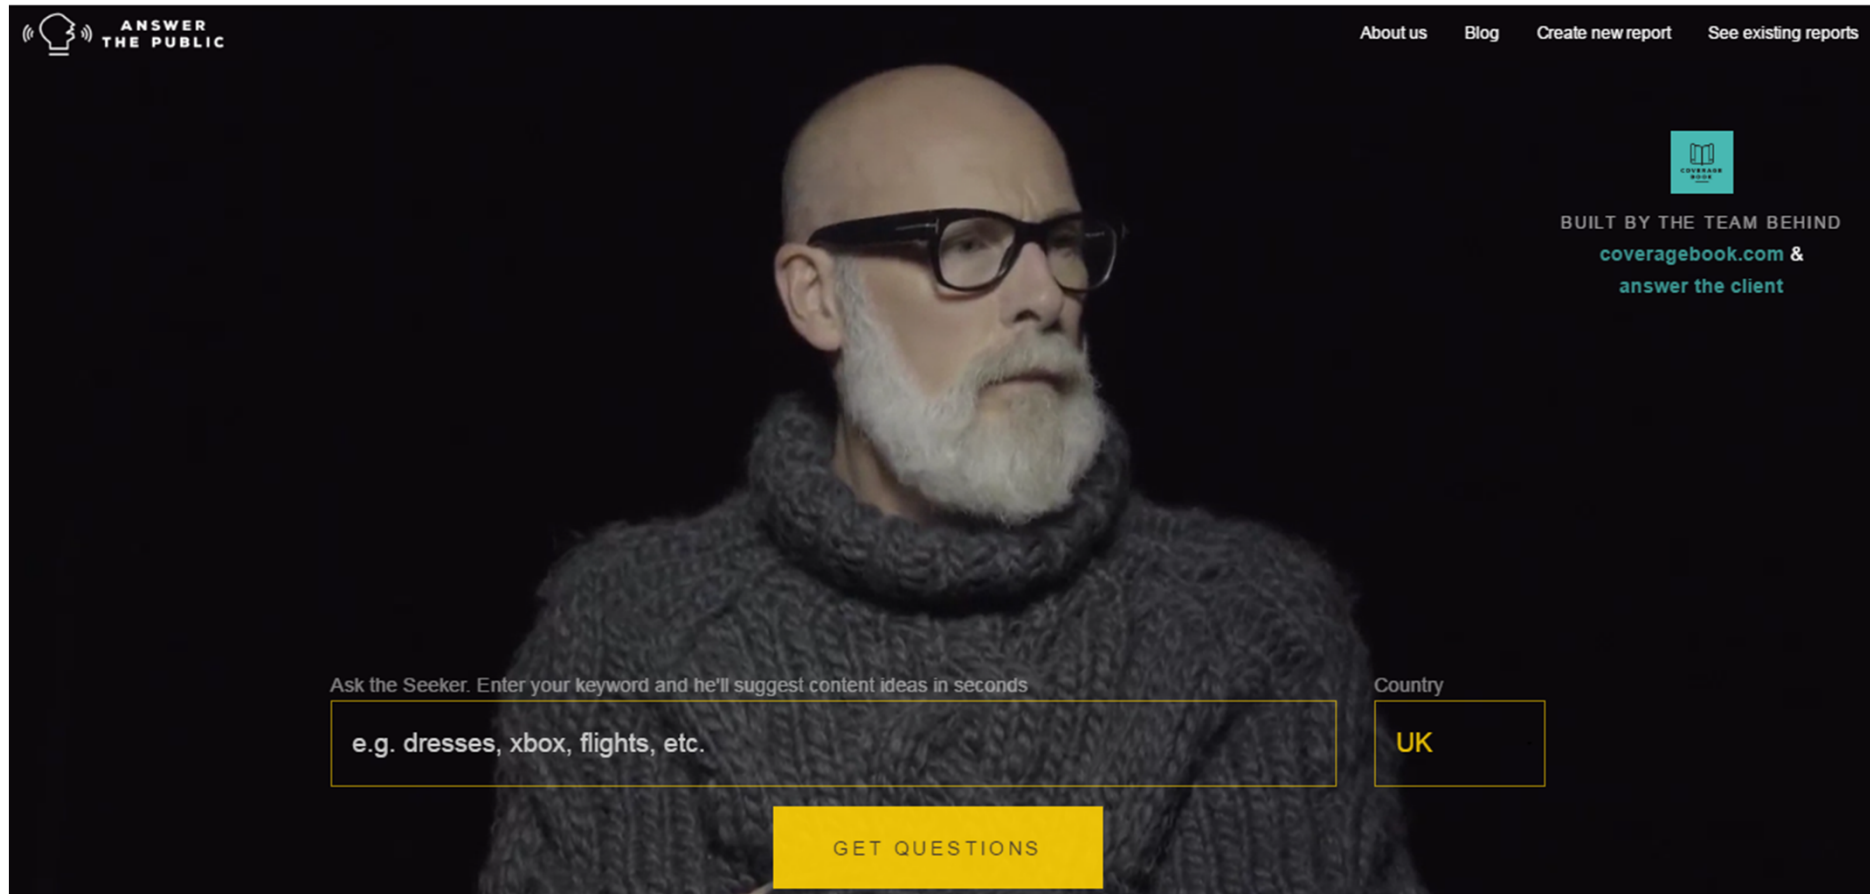 ANSWER
THE PUBLIC
About us
Blog
Create new report
See existing reports
COVERAGE
BOOK
BUILT BY THE TEAM BEHIND
coveragebook.com &
answer the client
Ask the Seeker. Enter your keyword and he'll suggest content ideas in seconds
e.g. dresses, xbox, flights, etc.
Country
UK
GET QUESTIONS